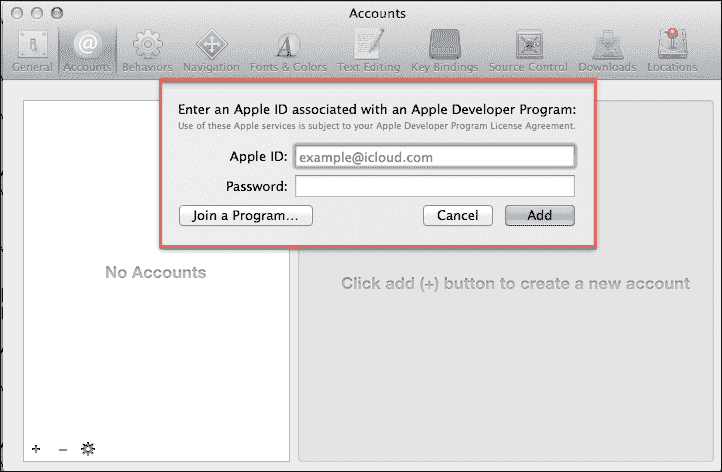 Accounts
General Accounts Behaviors Navigation Fonts & Colors Text Editing Key Bindings Source Control Downloads Locations
Enter an Apple ID associated with an Apple Developer Program:
Use of these Apple services is subject to your Apple Developer Program License Agreement.
Apple ID: example@icloud.com
Password:
Join a Program... Cancel Add
No Accounts
Click add (+) button to create a new account